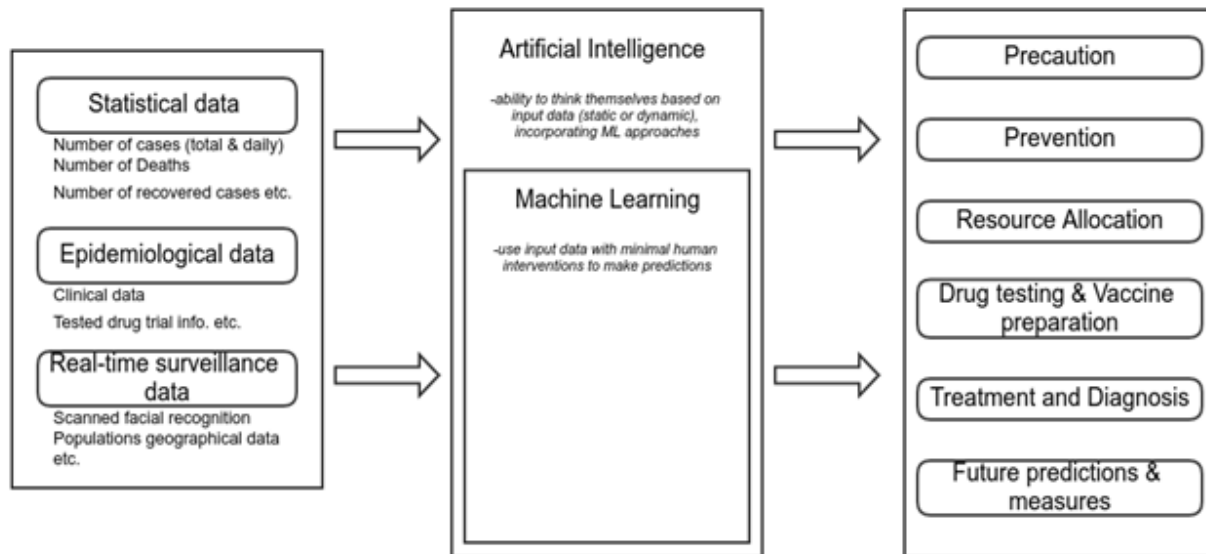 Statistical data
Number of cases (total & daily)
Number of Deaths
Number of recovered cases etc.
Epidemiological data
Clinical data
Tested drug trial info. etc.
Real-time surveillance
data
Scanned facial recognition
Populations geographical data
etc.
Artificial Intelligence
-ability to think themselves based on
input data (static or dynamic),
incorporating ML approaches
Machine Learning
-use input data with minimal human
interventions to make predictions
Precaution
Prevention
Resource Allocation
Drug testing & Vaccine
preparation
Treatment and Diagnosis
Future predictions &
measures